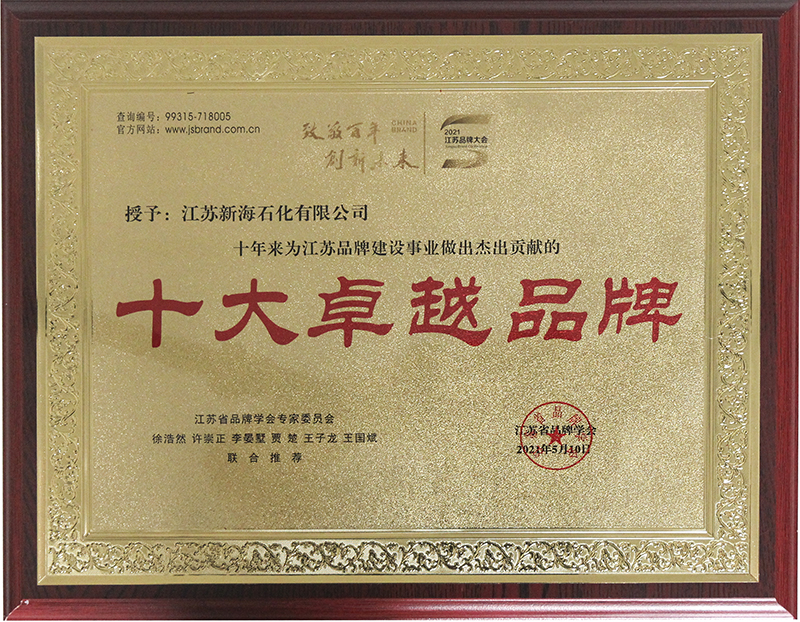 查询编号：99315-718005
官方网站：www.jsbrand.com.cn
致敬百年
创新未来
CHINA
BRAND
2021
江苏品牌大会
授予：江苏新海石化有限公司
十年来为江苏品牌建设事业做出杰出贡献的
十大卓越品牌
江苏省品牌学会专家委员会
徐浩然 许崇正 李晏墅 贾 楚 王子龙 王国斌
联合推荐
江苏省品牌学会
2021年5月10日